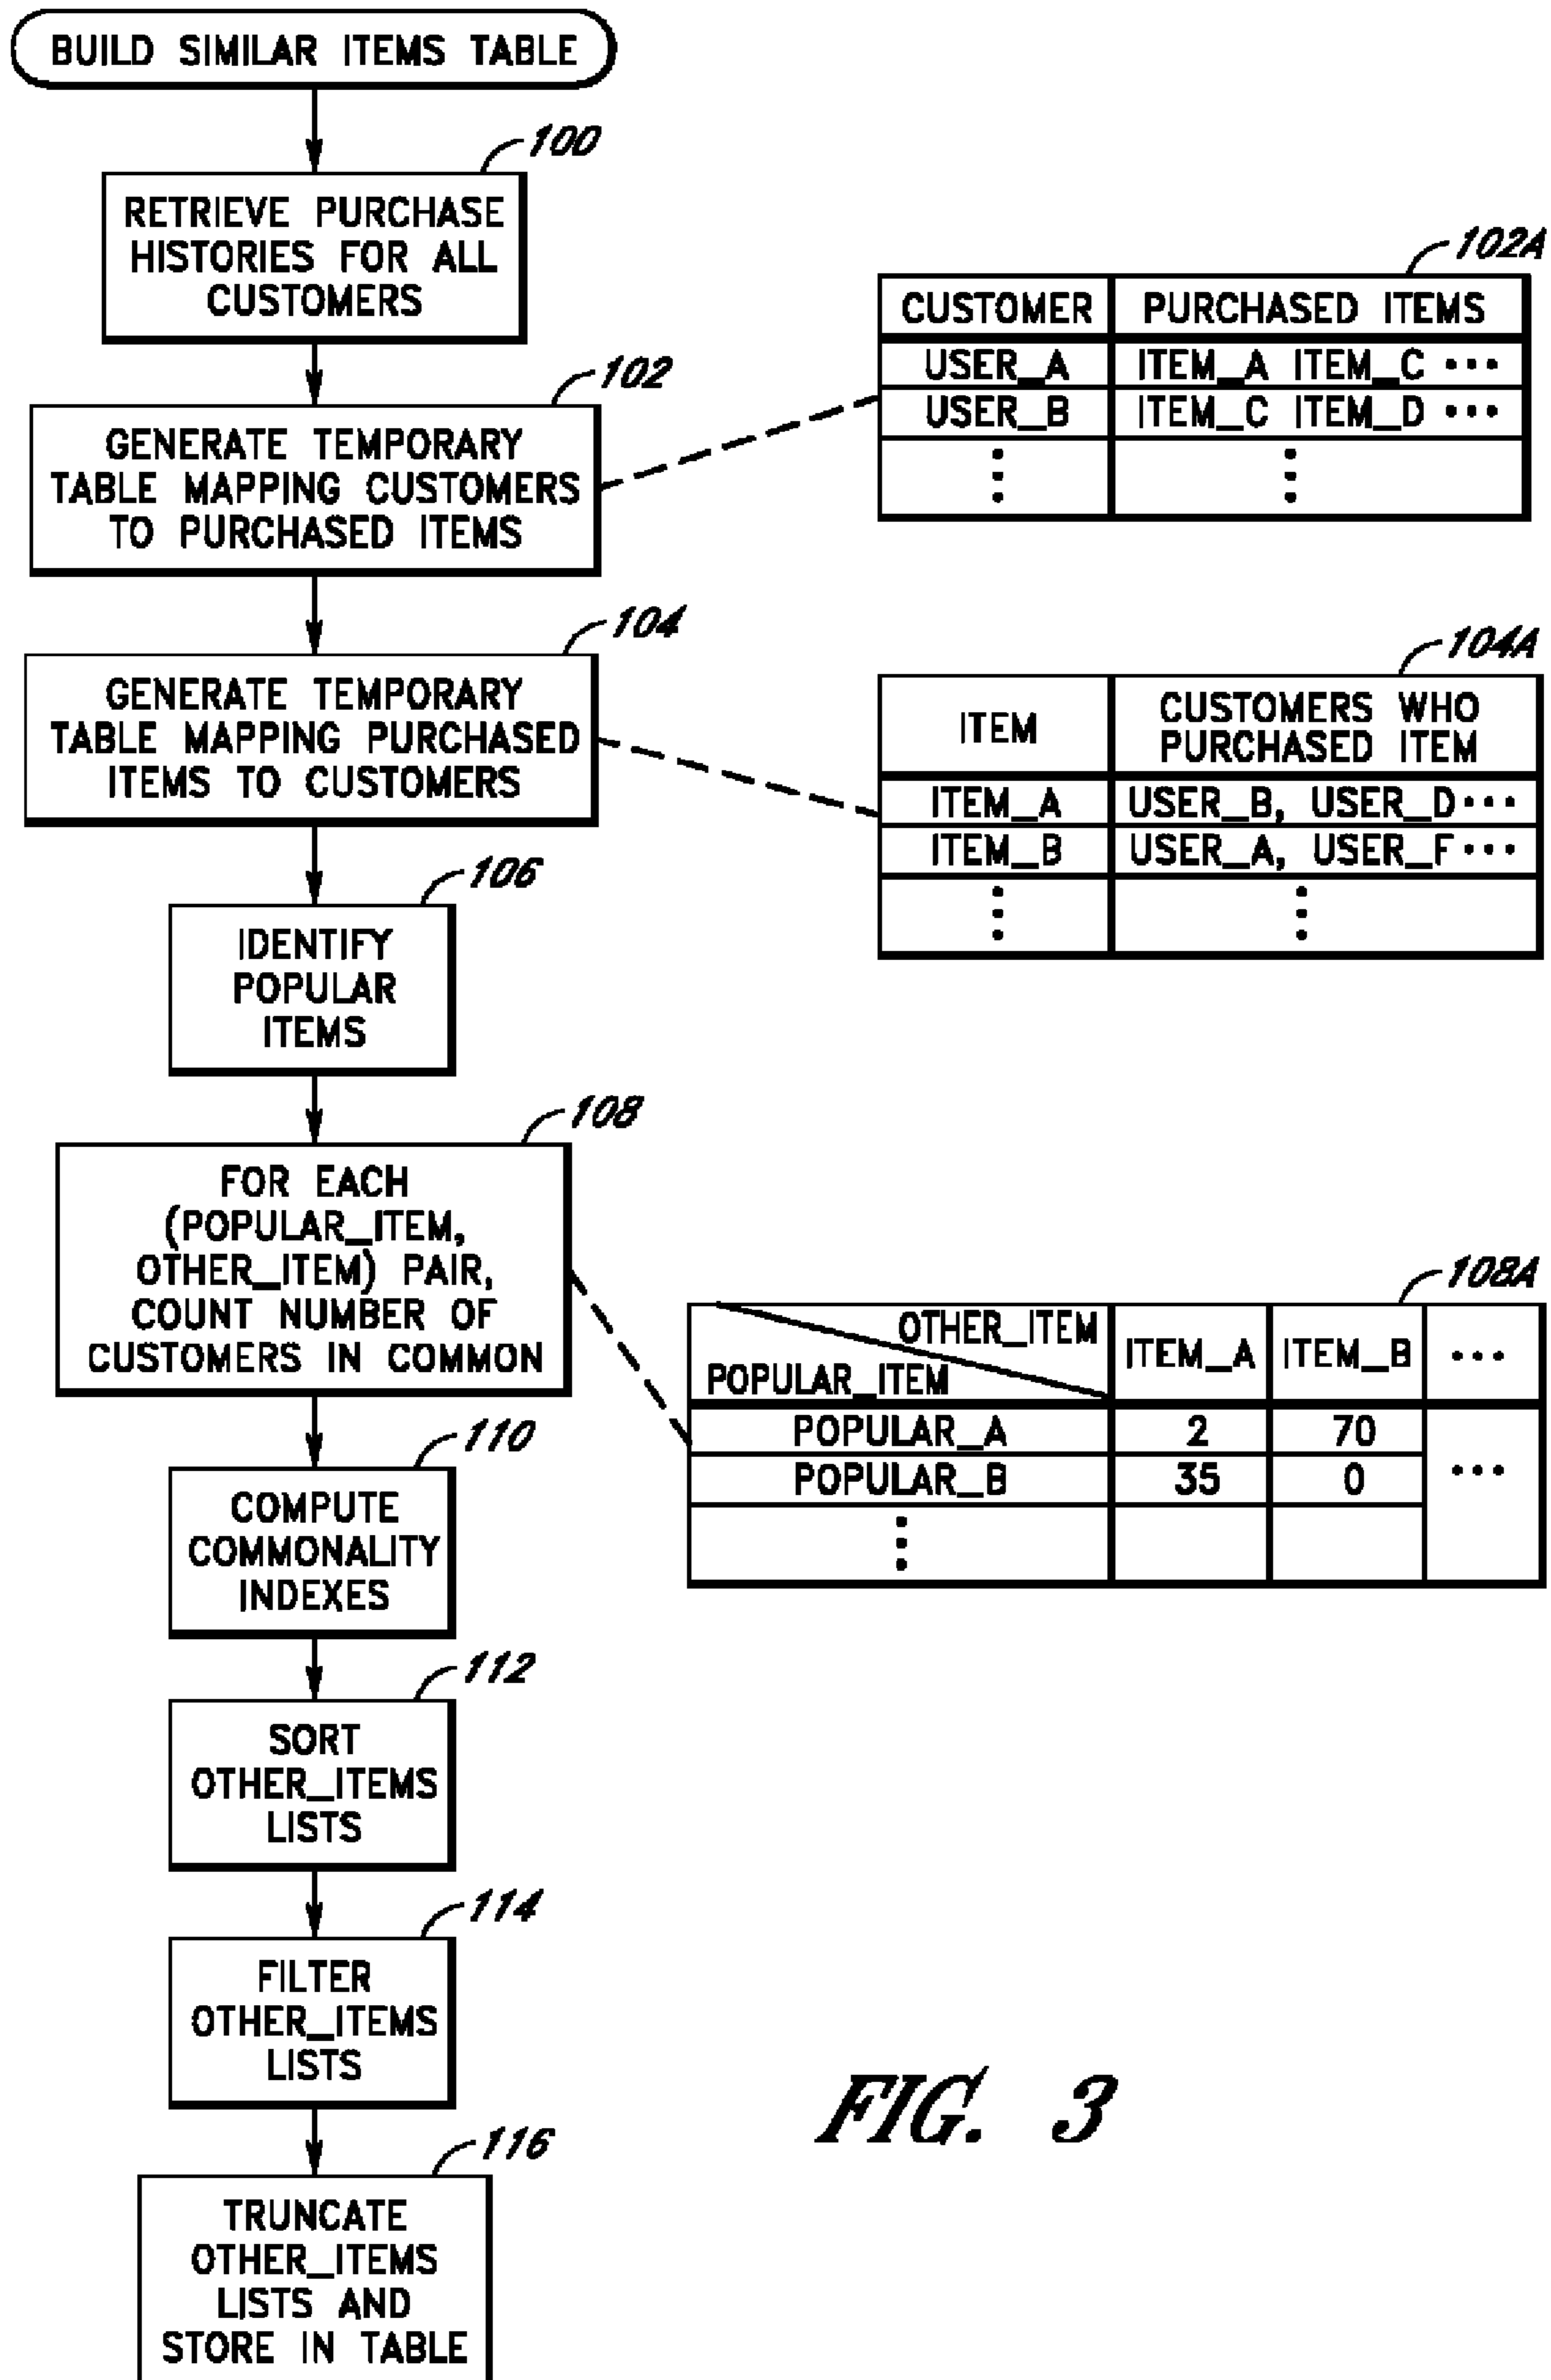 BUILD SIMILAR ITEMS TABLE
100
RETRIEVE PURCHASE
HISTORIES FOR ALL
CUSTOMERS
102
GENERATE TEMPORARY
TABLE MAPPING CUSTOMERS
TO PURCHASED ITEMS
102A
CUSTOMER PURCHASED ITEMS
USER_A ITEM_A ITEM_C ...
USER_B ITEM_C ITEM_D ...
104
GENERATE TEMPORARY
TABLE MAPPING PURCHASED
ITEMS TO CUSTOMERS
104A
ITEM CUSTOMERS WHO
PURCHASED ITEM
ITEM_A USER_B, USER_D...
ITEM_B USER_A, USER_F...
106
IDENTIFY
POPULAR
ITEMS
108
FOR EACH
(POPULAR_ITEM,
OTHER_ITEM) PAIR,
COUNT NUMBER OF
CUSTOMERS IN COMMON
108A
OTHER_ITEM ITEM_A ITEM_B ...
POPULAR_ITEM
POPULAR_A 2 70
POPULAR_B 35 0 ...
110
COMPUTE
COMMONALITY
INDEXES
112
SORT
OTHER_ITEMS
LISTS
114
FILTER
OTHER_ITEMS
LISTS
116
TRUNCATE
OTHER_ITEMS
LISTS AND
STORE IN TABLE
FIG. 3